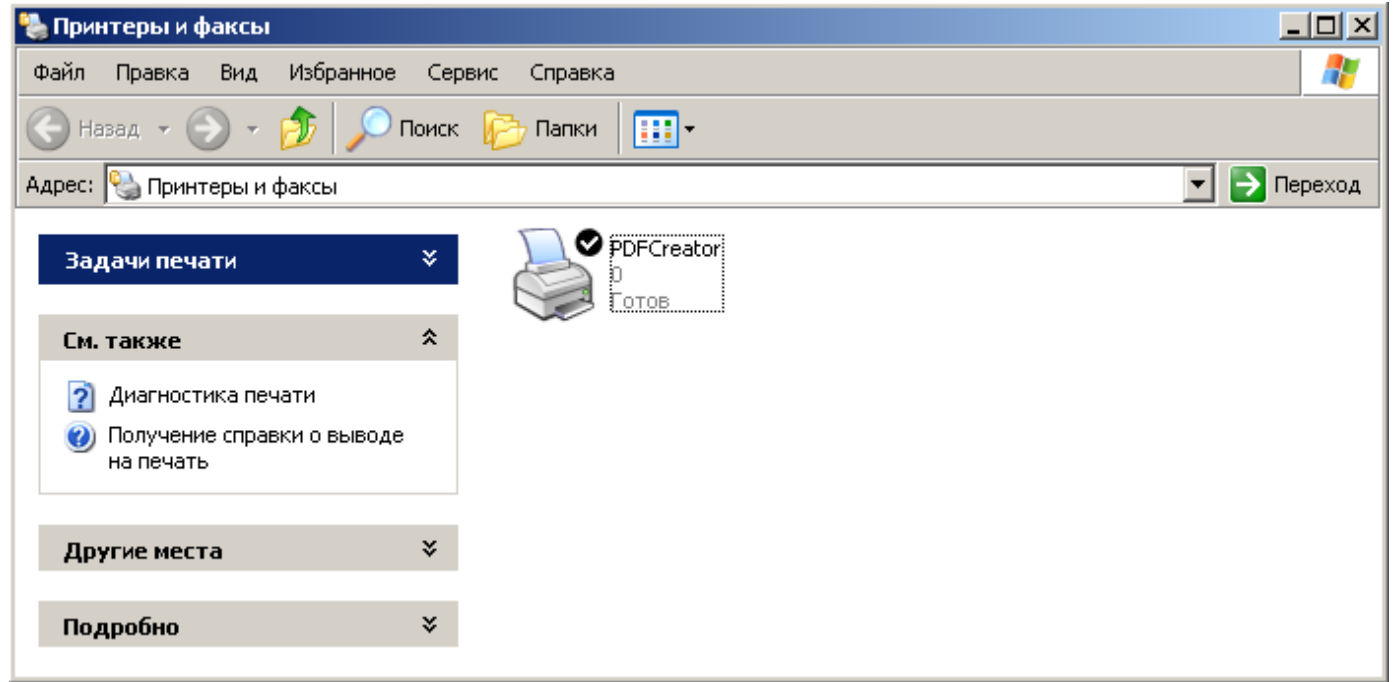 Принтеры и факсы
Файл Правка Вид Избранное Сервис Справка
Назад Поиск Папки
Адрес: Принтеры и факсы Переход
Задачи печати
См. также
Диагностика печати
Получение справки о выводе
на печать
Другие места
Подробно
PDFCreator
0
Готов